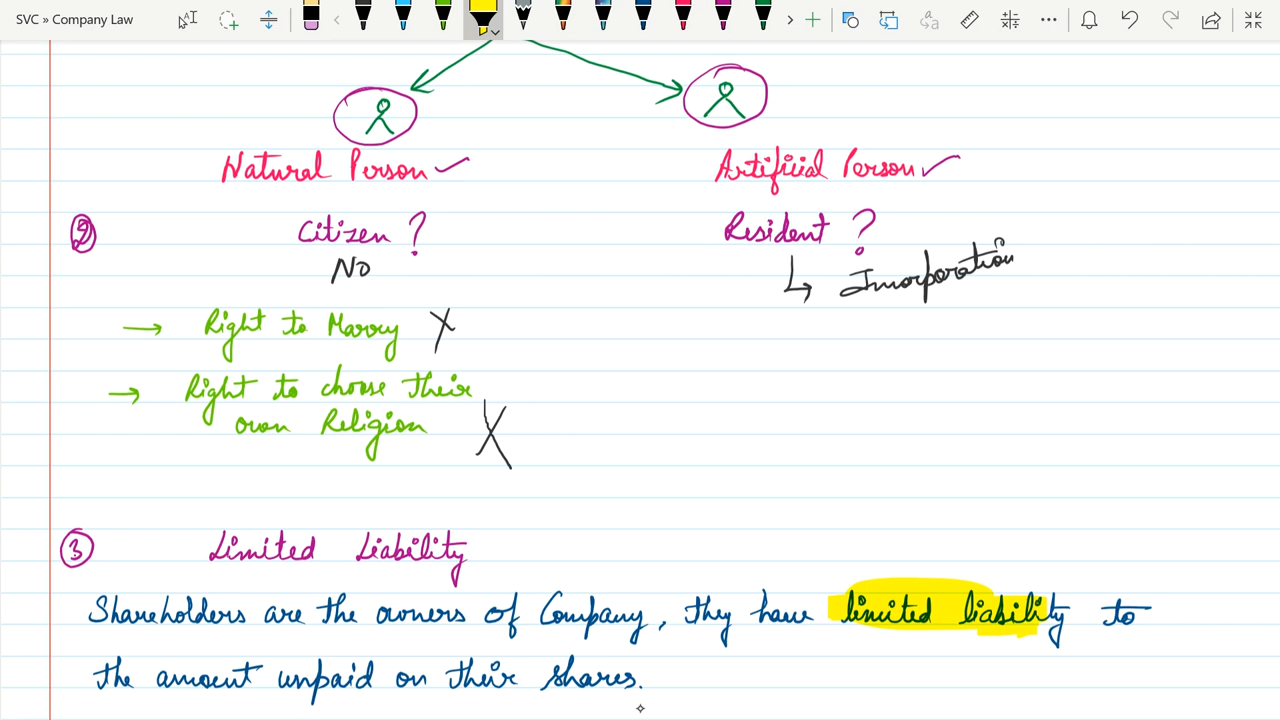 SVC » Company Law
Natural Person
Artificial Person
2
Citizen ?
Resident ?
No
Incorporation
Right to Marry X
Right to choose their
own Religion X
3 Limited Liability
Shareholders are the owners of Company, they have limited liability to
the amount unpaid on their shares.